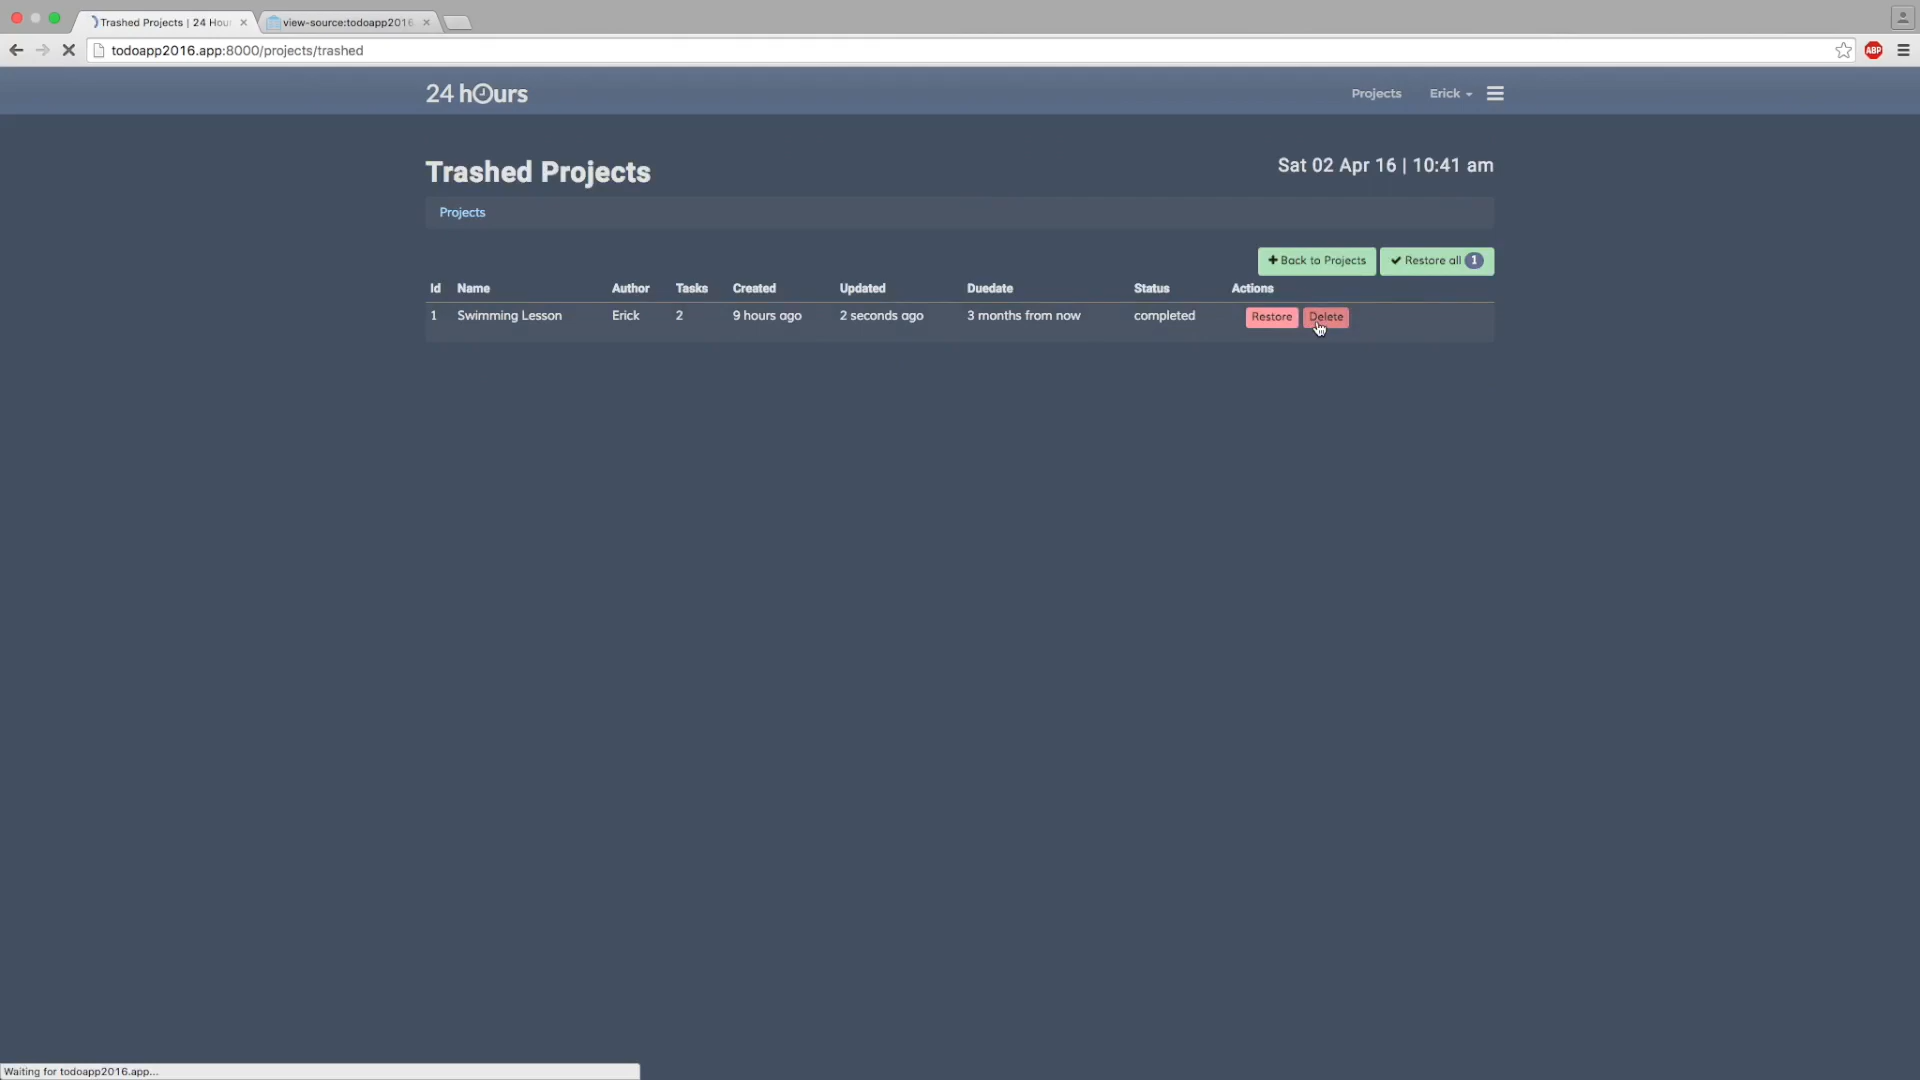 Trashed Projects | 24 Hour
view-source:todoapp2016
todoapp2016.app:8000/projects/trashed
ABP
24 hours
Projects
Erick
Trashed Projects
Sat 02 Apr 16 | 10:41 am
Projects
Back to Projects
Restore all 1
Id Name Author Tasks Created Updated Duedate Status Actions
1 Swimming Lesson Erick 2 9 hours ago 2 seconds ago 3 months from now completed Restore Delete
Waiting for todoapp2016.app...